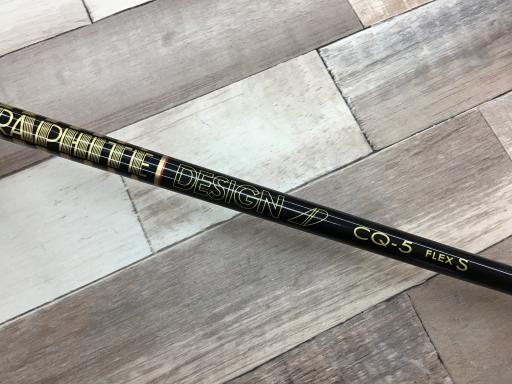 RAPHITE DESIGN AD CQ-5 FLEX S